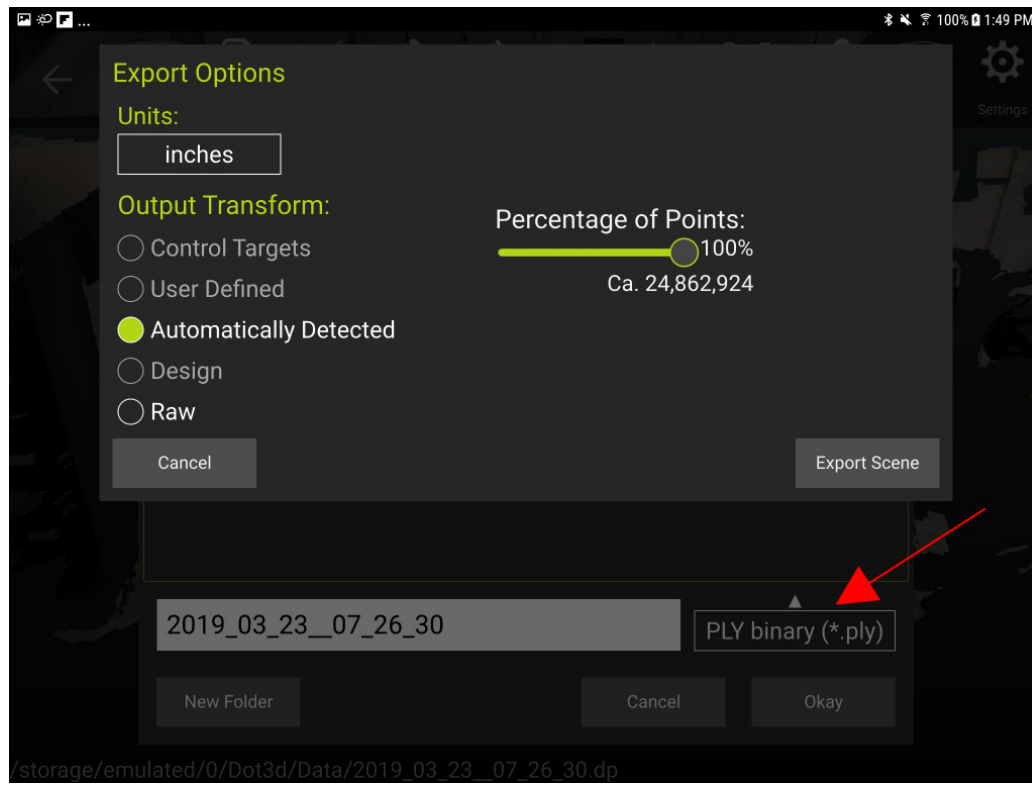 ... 100% 1:49 PM
Settings
Export Options
Units:
inches
Output Transform:
Control Targets
User Defined
Automatically Detected
Design
Raw
Percentage of Points:
100%
Ca. 24,862,924
Cancel
Export Scene
2019_03_23__07_26_30
PLY binary (*.ply)
New Folder
Cancel
Okay
/storage/emulated/0/Dot3d/Data/2019_03_23__07_26_30.dp